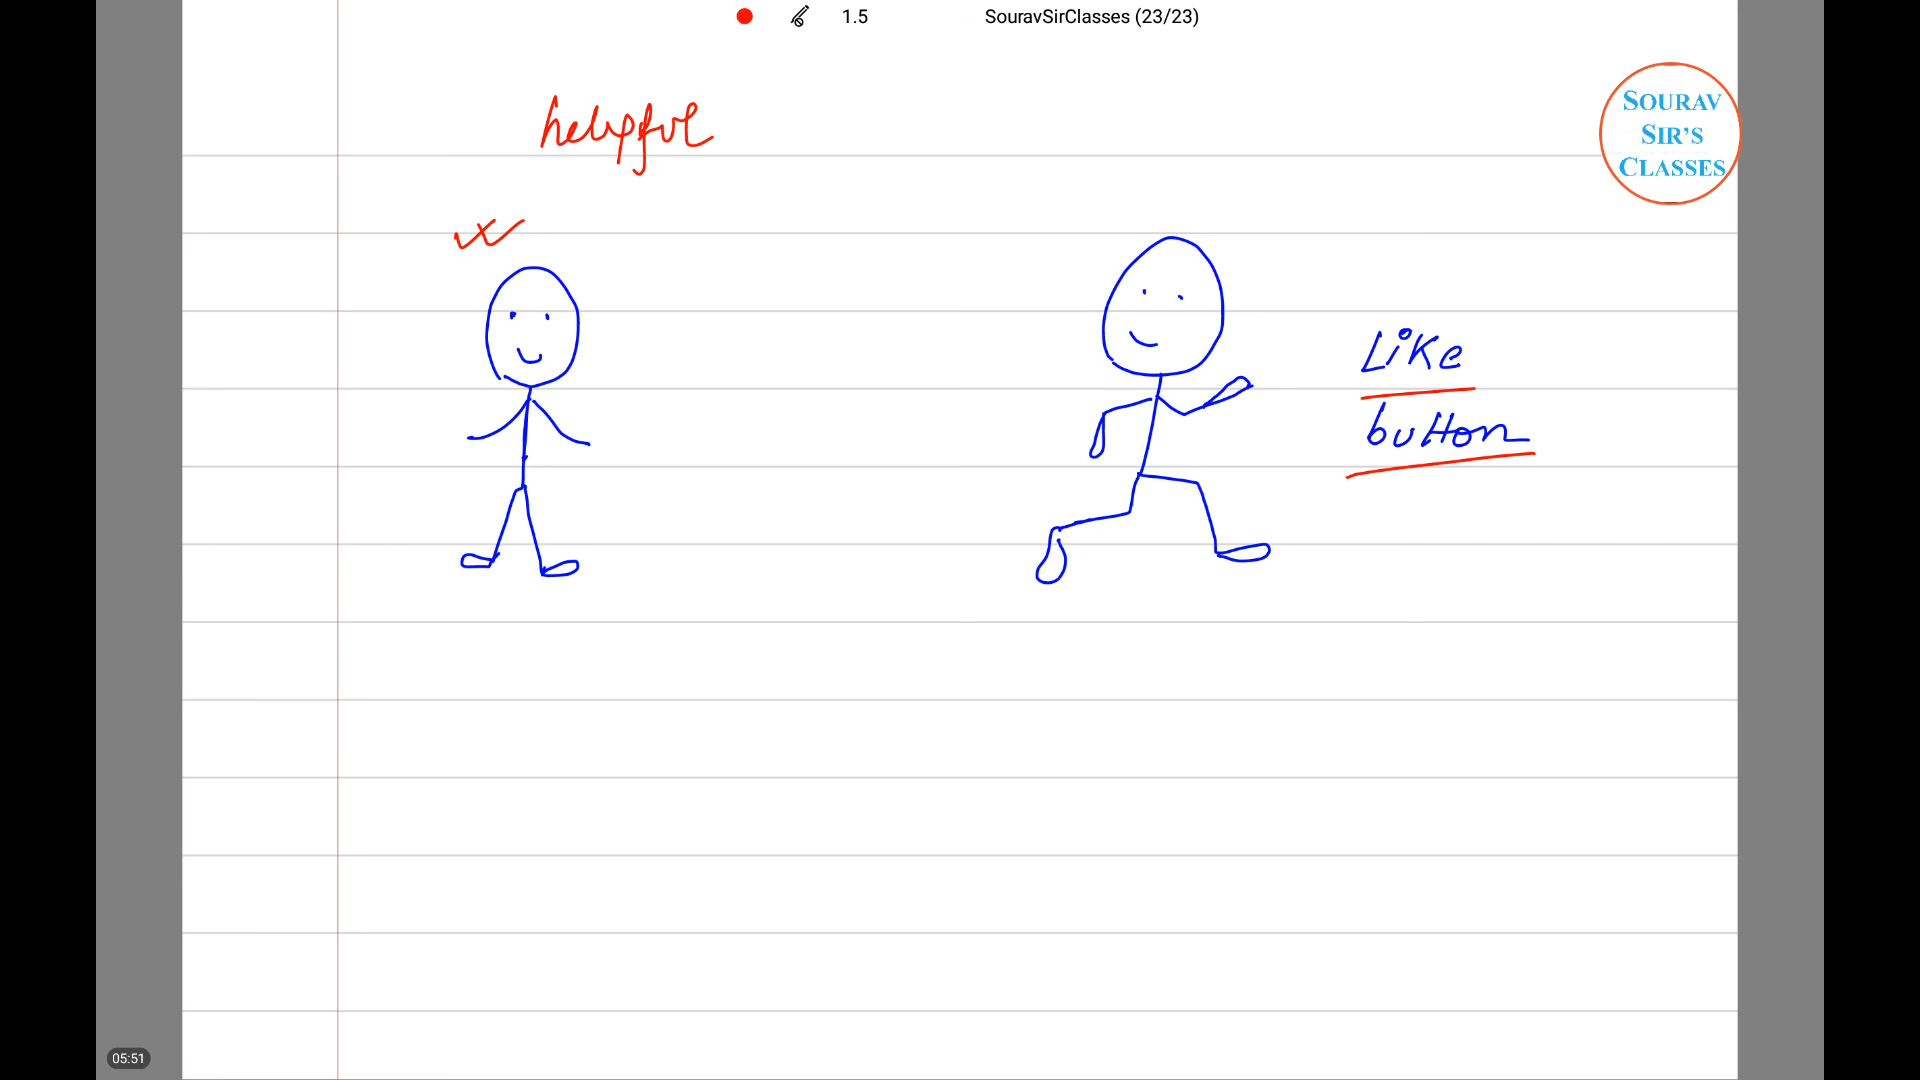 1.5 SouravSirClasses (23/23)
SOURAV
SIR'S
CLASSES
helpful
Like
button
05:51